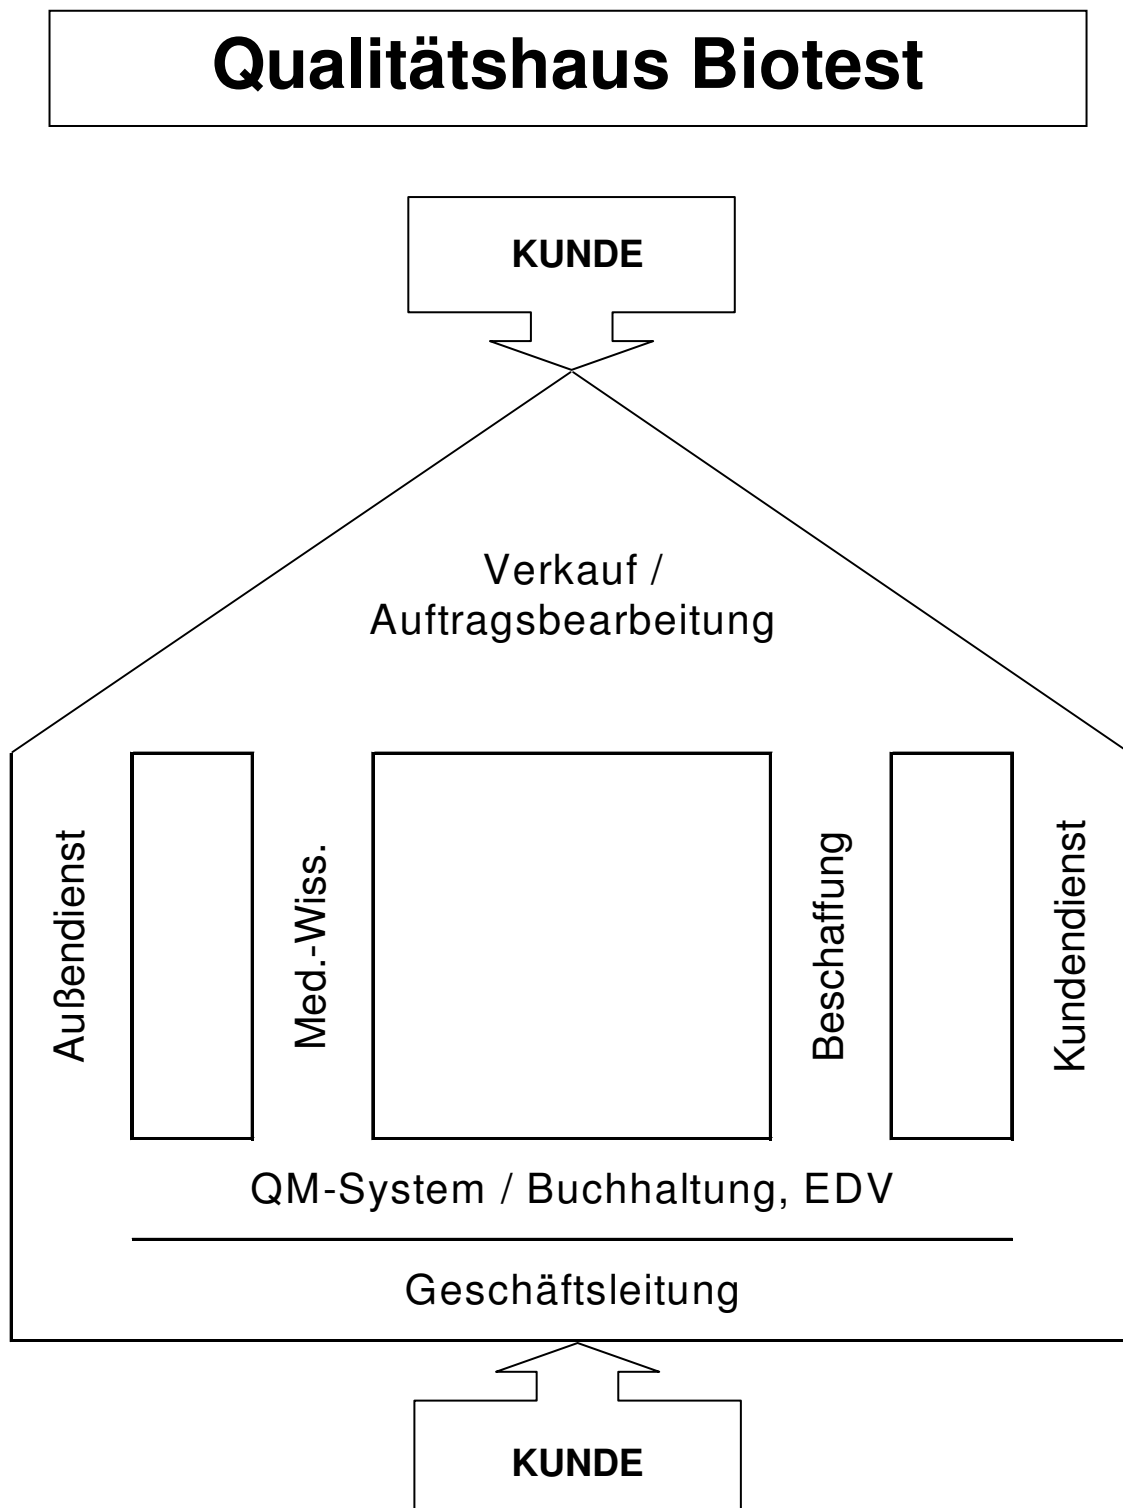 Qualitätshaus Biotest
KUNDE
Verkauf /
Auftragsbearbeitung
Außendienst
Med.-Wiss.
Beschaffung
Kundendienst
QM-System / Buchhaltung, EDV
Geschäftsleitung
KUNDE